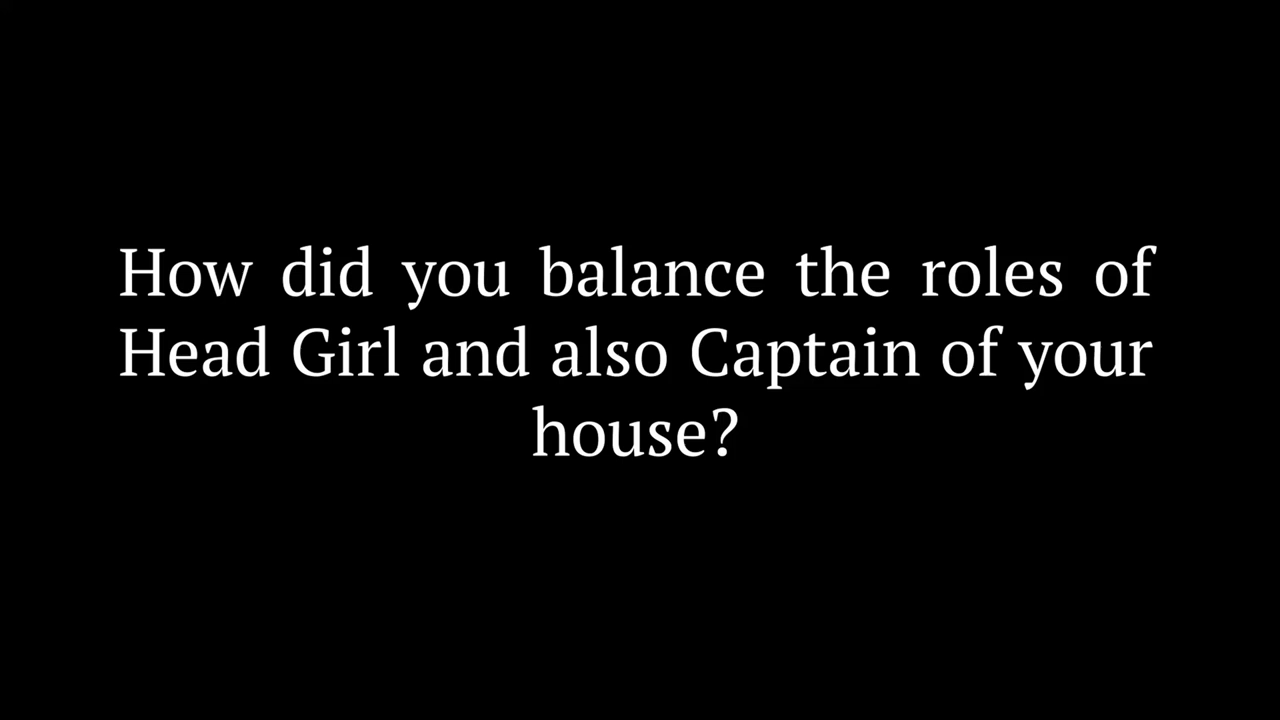 How did you balance the roles of
Head Girl and also Captain of your
house?